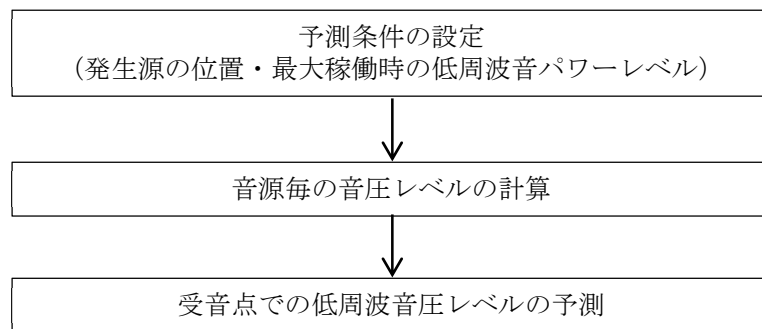 予測条件の設定
（発生源の位置・最大稼働時の低周波音パワーレベル）
音源毎の音圧レベルの計算
受音点での低周波音圧レベルの予測